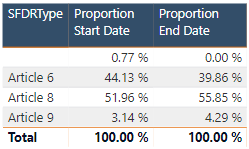 SFDRType Proportion Start Date Proportion End Date
0.77 % 0.00 %
Article 6 44.13 % 39.86 %
Article 8 51.96 % 55.85 %
Article 9 3.14 % 4.29 %
Total 100.00 % 100.00 %